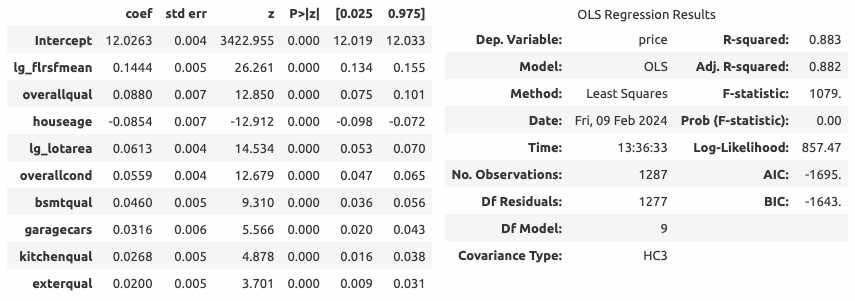 coef std err z P>|z| [0.025 0.975]
Intercept 12.0263 0.004 3422.955 0.000 12.019 12.033
lg_flrsfmean 0.1444 0.005 26.261 0.000 0.134 0.155
overallqual 0.0880 0.007 12.850 0.000 0.075 0.101
houseage -0.0854 0.007 -12.912 0.000 -0.098 -0.072
lg_lotarea 0.0613 0.004 14.534 0.000 0.053 0.070
overallcond 0.0559 0.004 12.679 0.000 0.047 0.065
bsmtqual 0.0460 0.005 9.310 0.000 0.036 0.056
garagecars 0.0316 0.006 5.566 0.000 0.020 0.043
kitchenqual 0.0268 0.005 4.878 0.000 0.016 0.038
exterqual 0.0200 0.005 3.701 0.000 0.009 0.031
OLS Regression Results
Dep. Variable: price R-squared: 0.883
Model: OLS Adj. R-squared: 0.882
Method: Least Squares F-statistic: 1079.
Date: Fri, 09 Feb 2024 Prob (F-statistic): 0.00
Time: 13:36:33 Log-Likelihood: 857.47
No. Observations: 1287 AIC: -1695.
Df Residuals: 1277 BIC: -1643.
Df Model: 9
Covariance Type: HC3